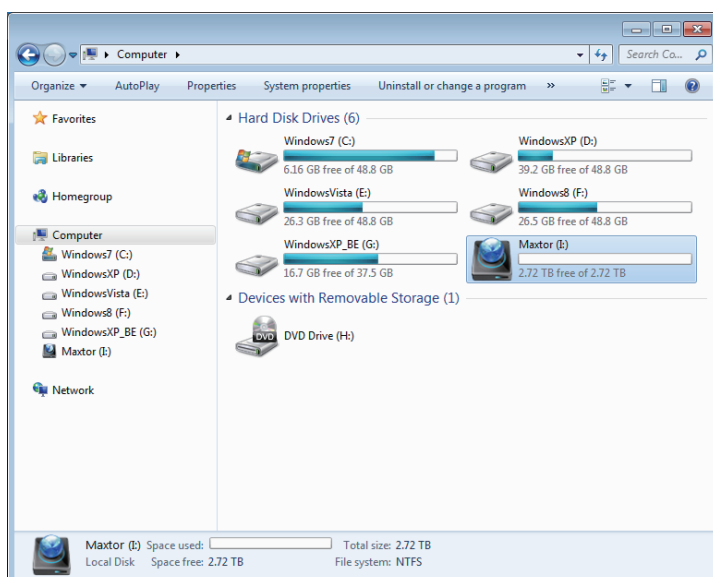 Computer
Search Co...
Organize AutoPlay Properties System properties Uninstall or change a program »
Favorites
Libraries
Homegroup
Computer
Windows7 (C:)
WindowsXP (D:)
WindowsVista (E:)
Windows8 (F:)
WindowsXP_BE (G:)
Maxtor (I:)
Network
Hard Disk Drives (6)
Windows7 (C:)
6.16 GB free of 48.8 GB
WindowsXP (D:)
39.2 GB free of 48.8 GB
WindowsVista (E:)
26.3 GB free of 48.8 GB
Windows8 (F:)
26.5 GB free of 48.8 GB
WindowsXP_BE (G:)
16.7 GB free of 37.5 GB
Maxtor (I:)
2.72 TB free of 2.72 TB
Devices with Removable Storage (1)
DVD
DVD Drive (H:)
Maxtor (I:) Space used: Total size: 2.72 TB
Local Disk Space free: 2.72 TB File system: NTFS